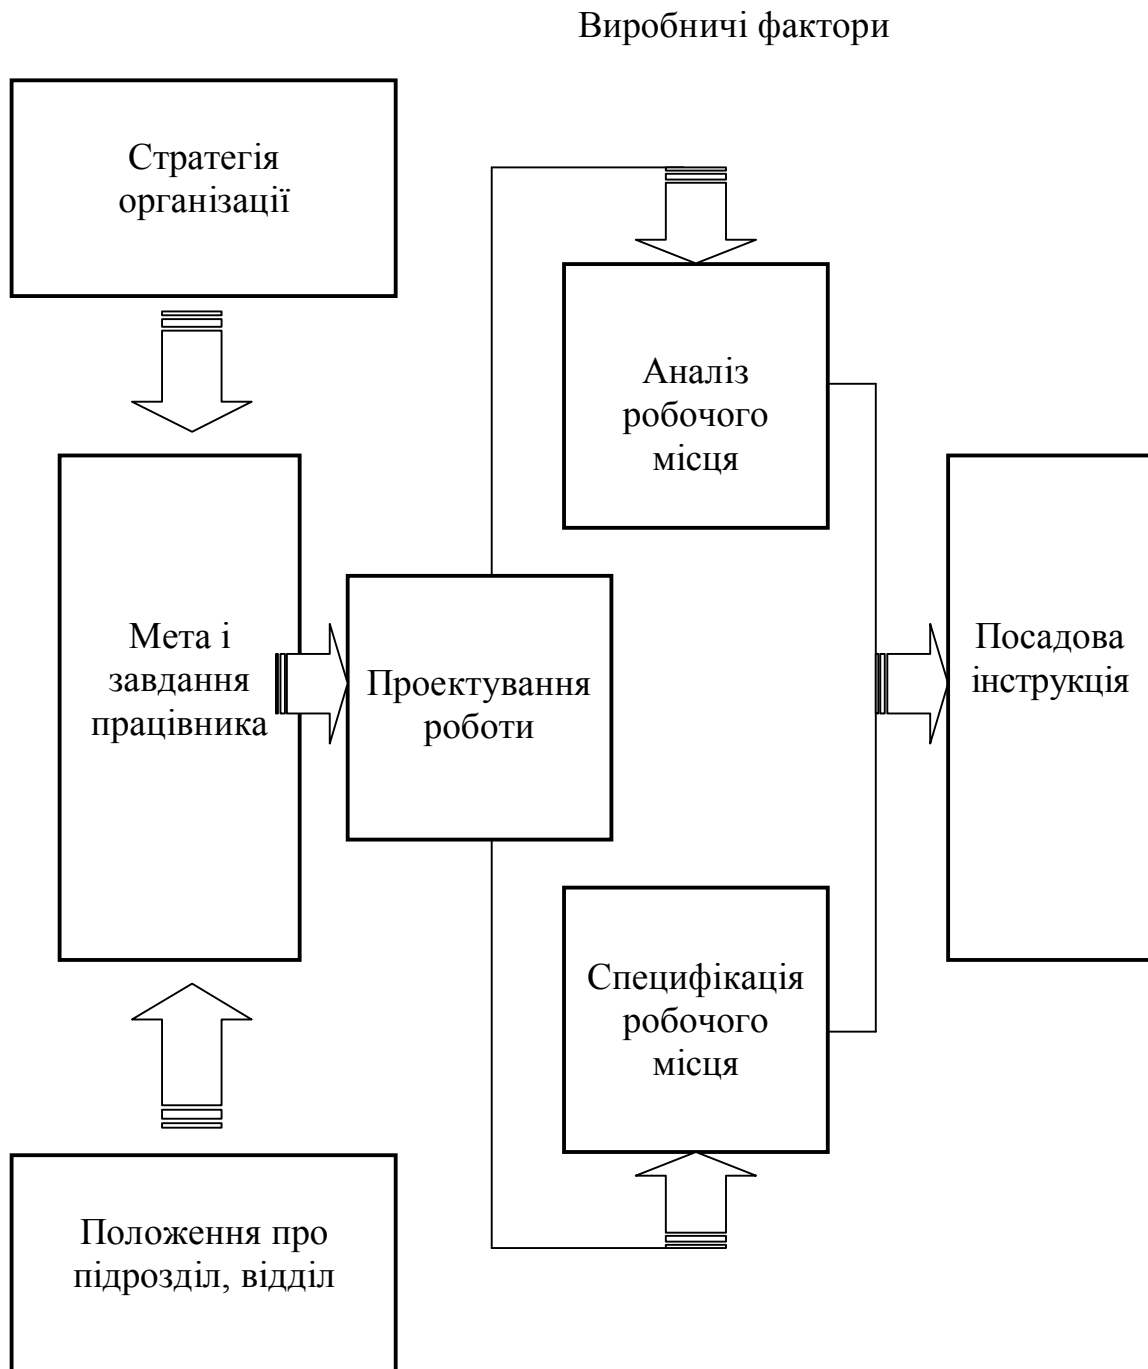 Виробничі фактори
Стратегія
організації
Аналіз
робочого
місця
Мета і
завдання
працівника
Проектування
роботи
Посадова
інструкція
Специфікація
робочого
місця
Положення про
підрозділ, відділ